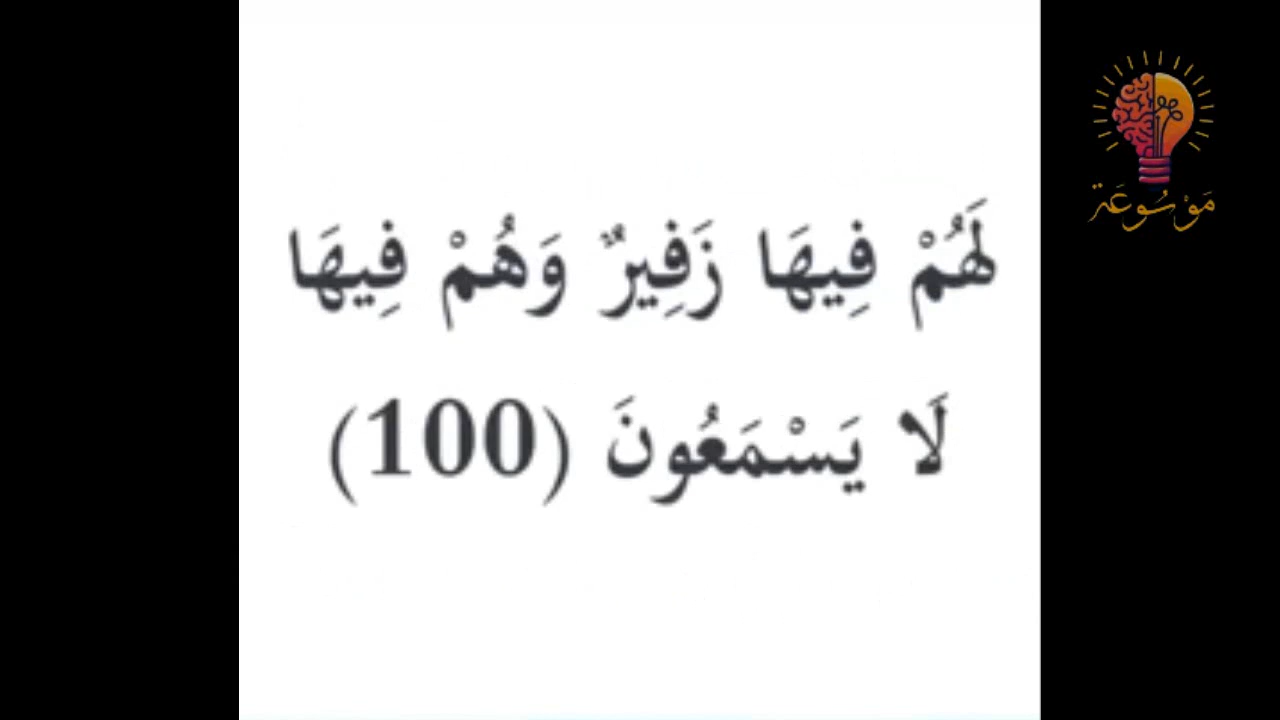 مَوْسُوعَة
لَهُمْ فِيهَا زَفِيرٌ وَهُمْ فِيهَا
لَا يَسْمَعُونَ (100)